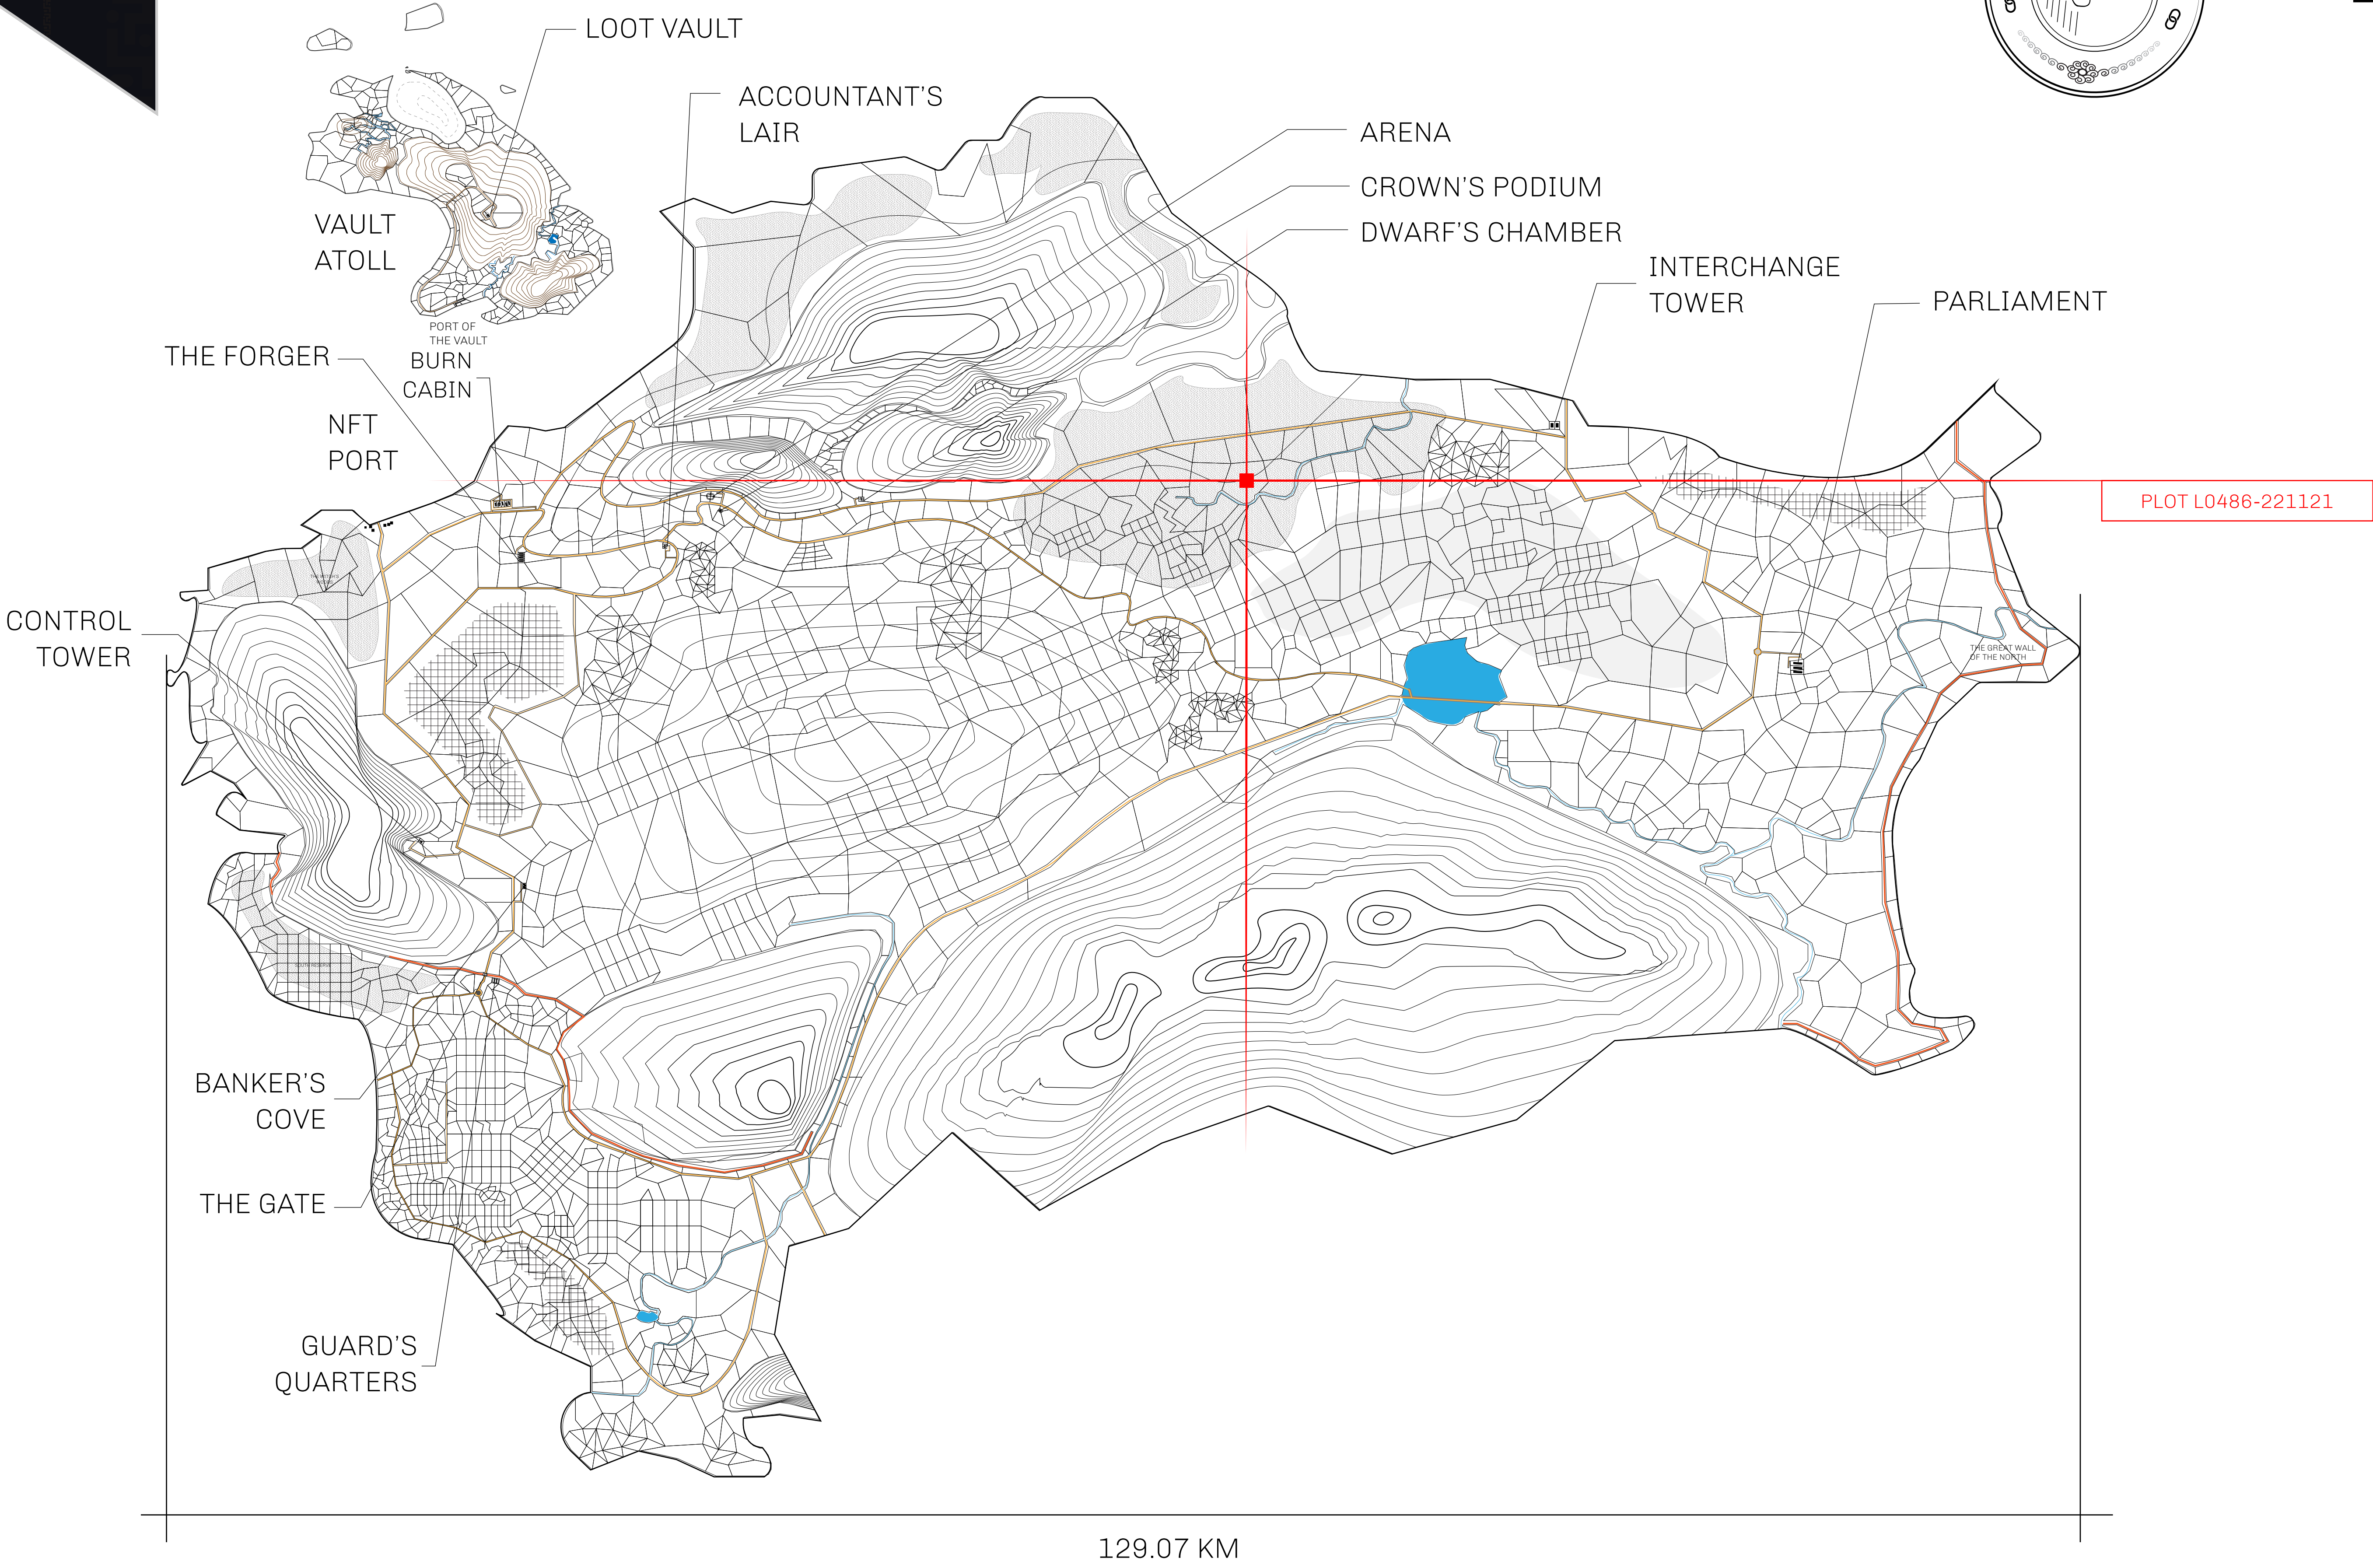 LOOT VAULT
ACCOUNTANT'S
LAIR
ARENA
CROWN'S PODIUM
DWARF'S CHAMBER
INTERCHANGE
TOWER
PARLIAMENT
VAULT
ATOLL
PORT OF
THE VAULT
THE FORGER
BURN
CABIN
NFT
PORT
PLOT L0486-221121
CONTROL
TOWER
THE GREAT WALL
OF THE NORTH
BANKER'S
COVE
THE GATE
GUARD'S
QUARTERS
129.07 KM